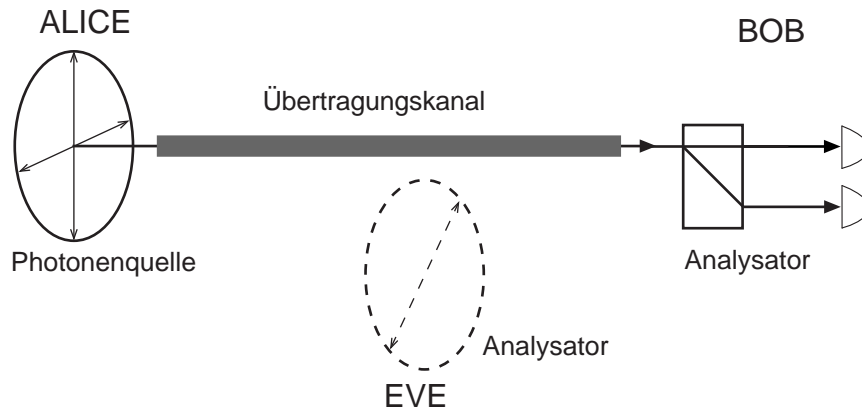 ALICE
BOB
Übertragungskanal
Photonenquelle
Analysator
Analysator
EVE